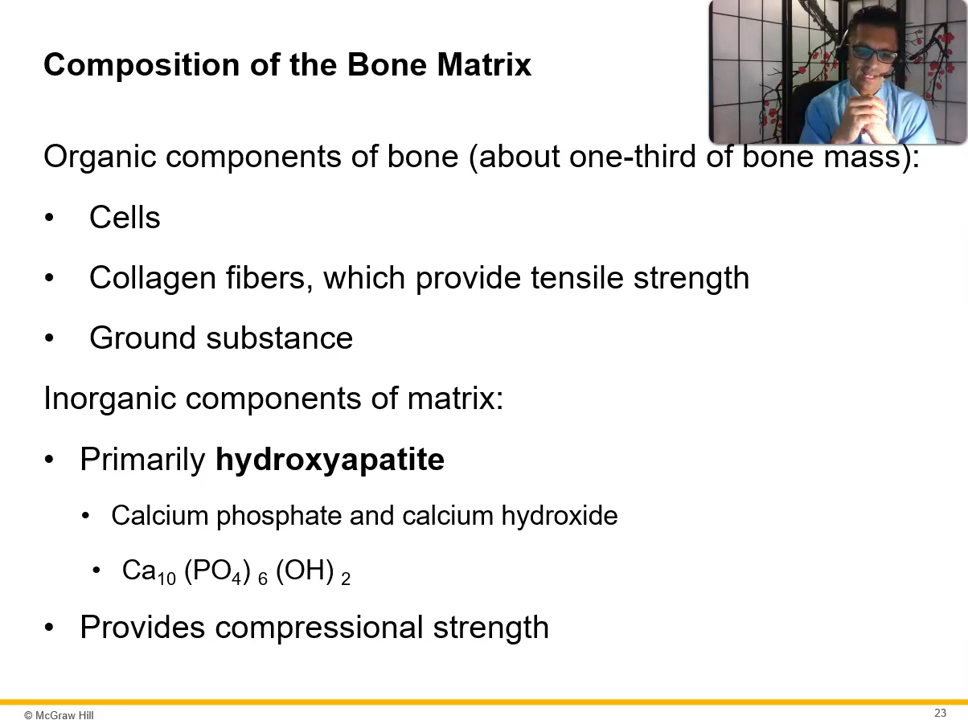 Composition of the Bone Matrix
Organic components of bone (about one-third of bone mass):
• Cells
• Collagen fibers, which provide tensile strength
• Ground substance
Inorganic components of matrix:
• Primarily hydroxyapatite
• Calcium phosphate and calcium hydroxide
• Ca10 (PO4) 6 (OH) 2
• Provides compressional strength
© McGraw Hill
23